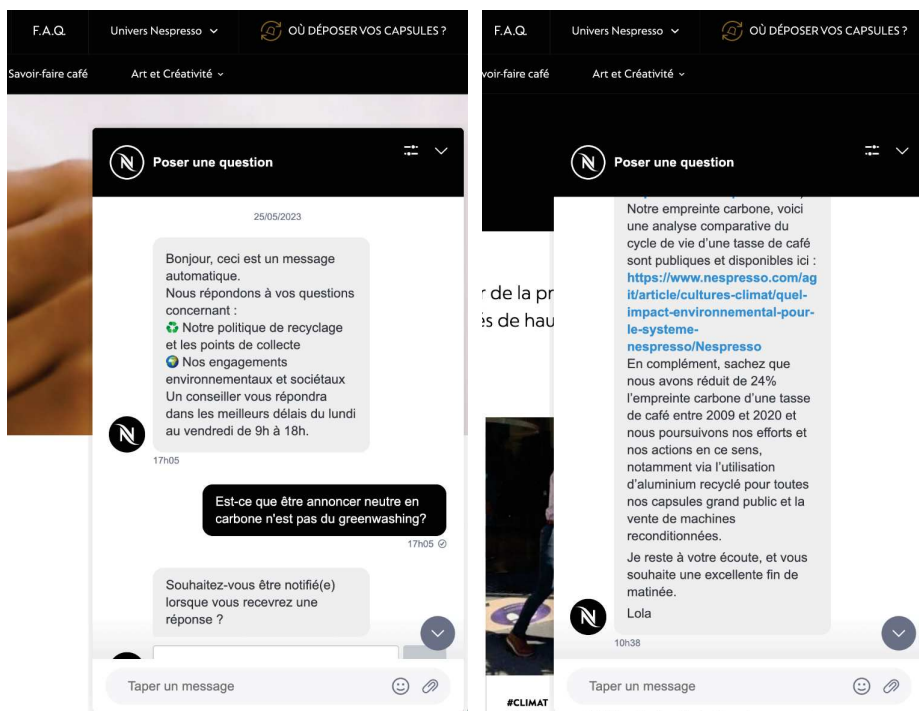 F.A.Q.
Univers Nespresso
OÙ DÉPOSER VOS CAPSULES ?
Savoir-faire café
Art et Créativité
Poser une question
25/05/2023
Bonjour, ceci est un message
automatique.
Nous répondons à vos questions
concernant :
♻️ Notre politique de recyclage
et les points de collecte
🌍 Nos engagements
environnementaux et sociétaux
Un conseiller vous répondra
dans les meilleurs délais du lundi
au vendredi de 9h à 18h.
17h05
Est-ce que être annoncer neutre en
carbone n'est pas du greenwashing?
17h05
Souhaitez-vous être notifié(e)
lorsque vous recevrez une
réponse ?
Taper un message
F.A.Q.
Univers Nespresso
OÙ DÉPOSER VOS CAPSULES ?
voir-faire café
Art et Créativité
Poser une question
r de la pr
és de hau
Notre empreinte carbone, voici
une analyse comparative du
cycle de vie d'une tasse de café
sont publiques et disponibles ici :
https://www.nespresso.com/ag
it/article/cultures-climat/quel-
impact-environnemental-pour-
le-systeme-
nespresso/Nespresso
En complément, sachez que
nous avons réduit de 24%
l'empreinte carbone d'une tasse
de café entre 2009 et 2020 et
nous poursuivons nos efforts et
nos actions en ce sens,
notamment via l'utilisation
d'aluminium recyclé pour toutes
nos capsules grand public et la
vente de machines
reconditionnées.
Je reste à votre écoute, et vous
souhaite une excellente fin de
matinée.
Lola
10h38
#CLIMAT
Taper un message